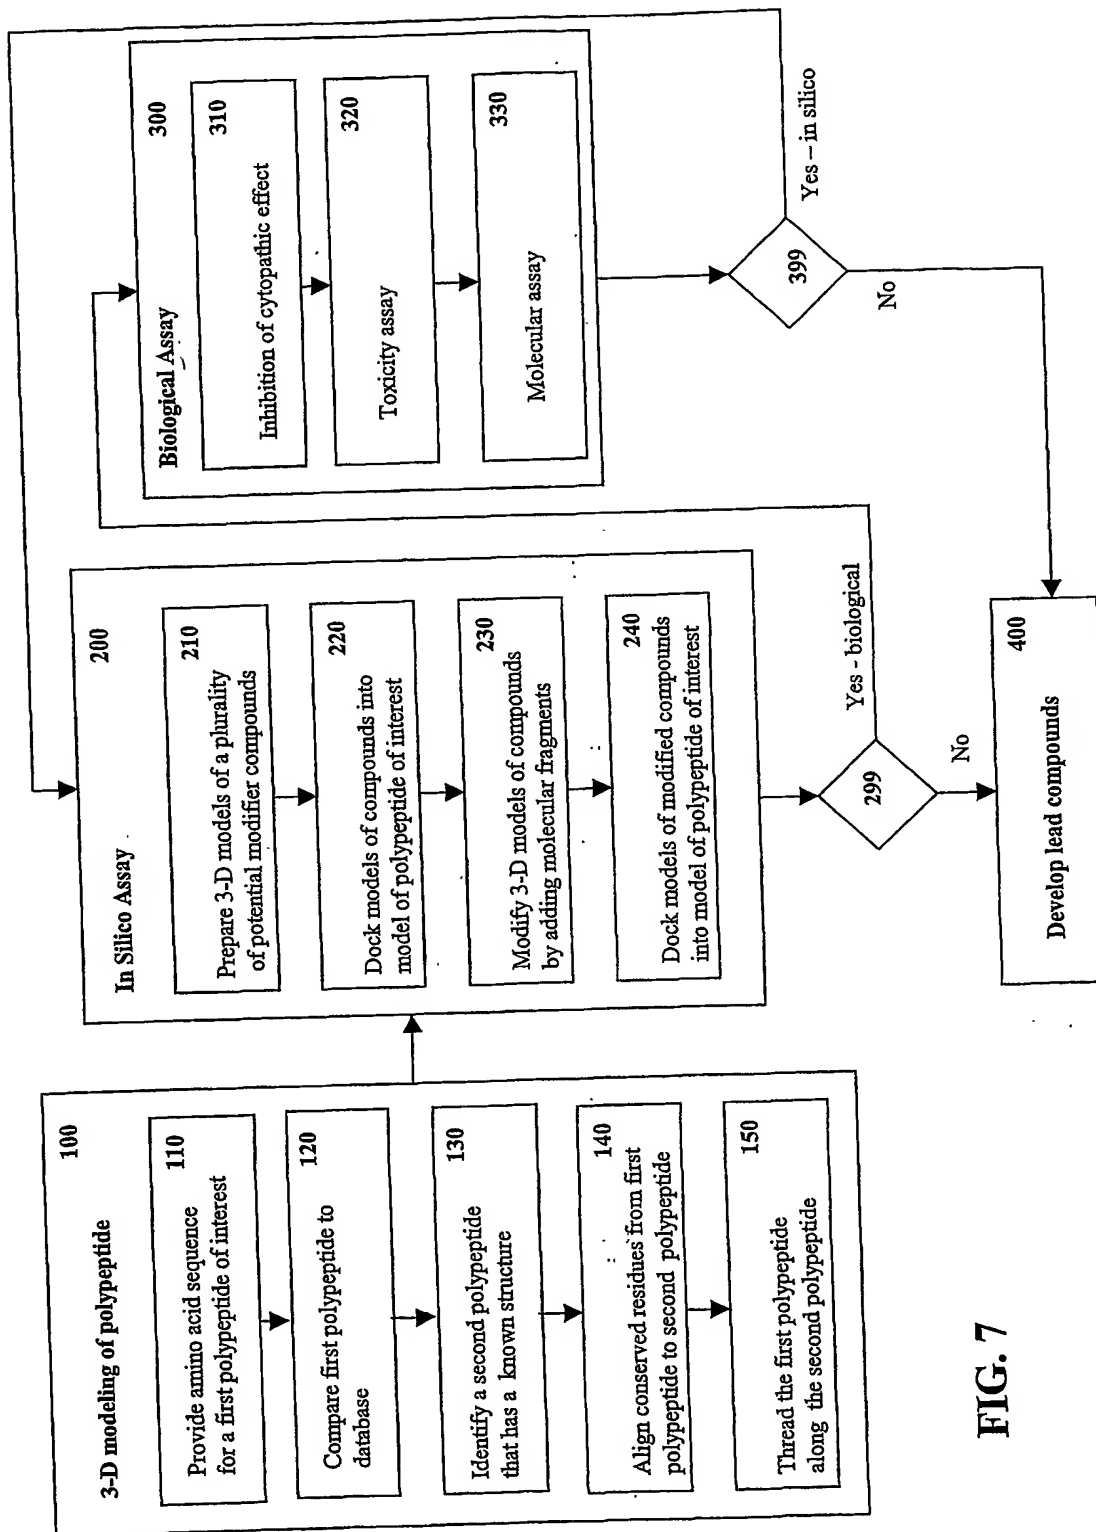 100
3-D modeling of polypeptide
110
Provide amino acid sequence
for a first polypeptide of interest
120
Compare first polypeptide to
database
130
Identify a second polypeptide
that has a known structure
140
Align conserved residues from first
polypeptide to second polypeptide
150
Thread the first polypeptide
along the second polypeptide
200
In Silico Assay
210
Prepare 3-D models of a plurality
of potential modifier compounds
220
Dock models of compounds into
model of polypeptide of interest
230
Modify 3-D models of compounds
by adding molecular fragments
240
Dock models of modified compounds
into model of polypeptide of interest
299
Yes - biological
No
300
Biological Assay
310
Inhibition of cytopathic effect
320
Toxicity assay
330
Molecular assay
399
Yes – in silico
No
400
Develop lead compounds
FIG. 7